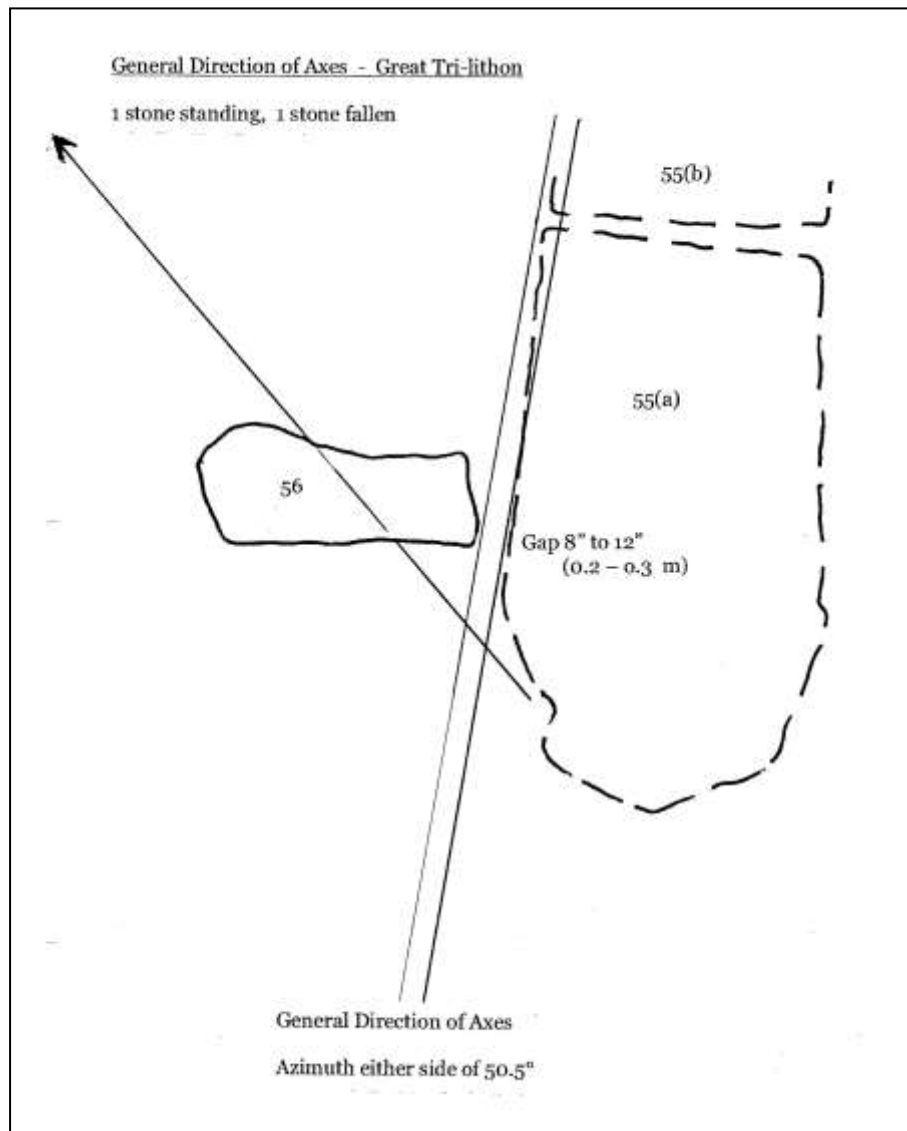 General Direction of Axes - Great Tri-lithon
1 stone standing, 1 stone fallen
55(b)
55(a)
56
Gap 8" to 12"
(0.2 – 0.3 m)
General Direction of Axes
Azimuth either side of 50.5°